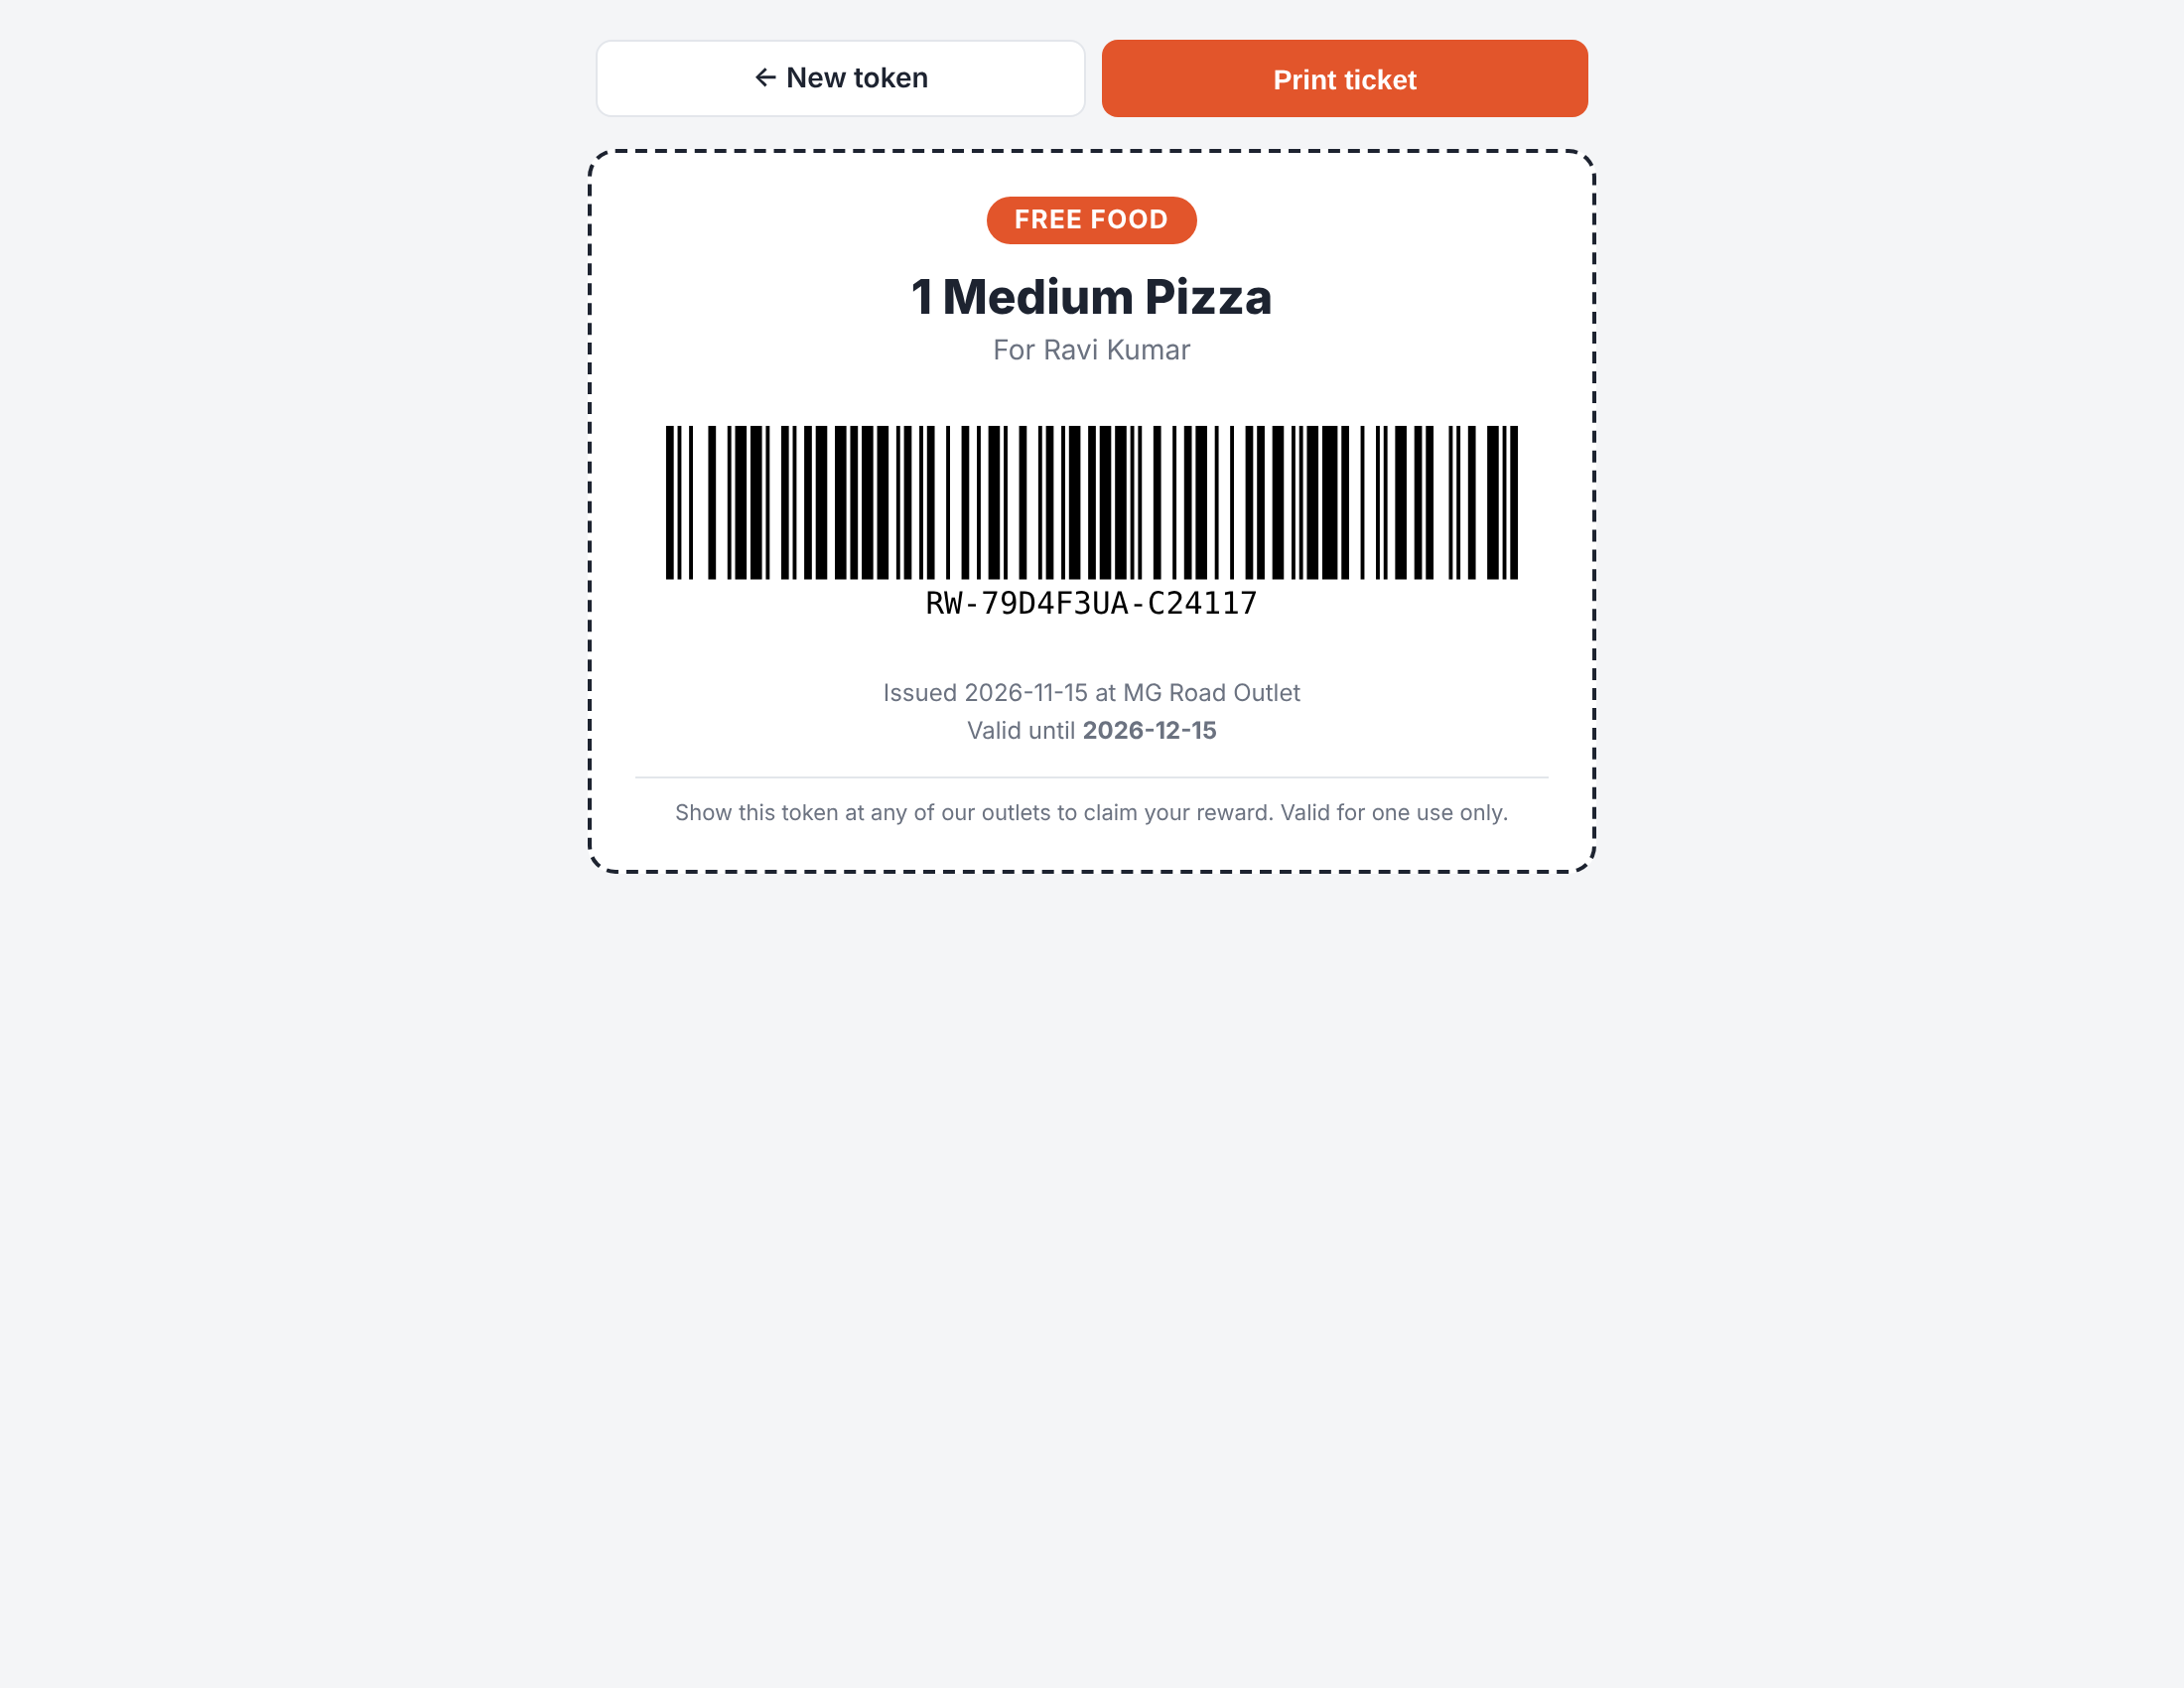 ← New token
Print ticket
FREE FOOD
1 Medium Pizza
For Ravi Kumar
RW-79D4F3UA-C24117
Issued 2026-11-15 at MG Road Outlet
Valid until 2026-12-15
Show this token at any of our outlets to claim your reward. Valid for one use only.